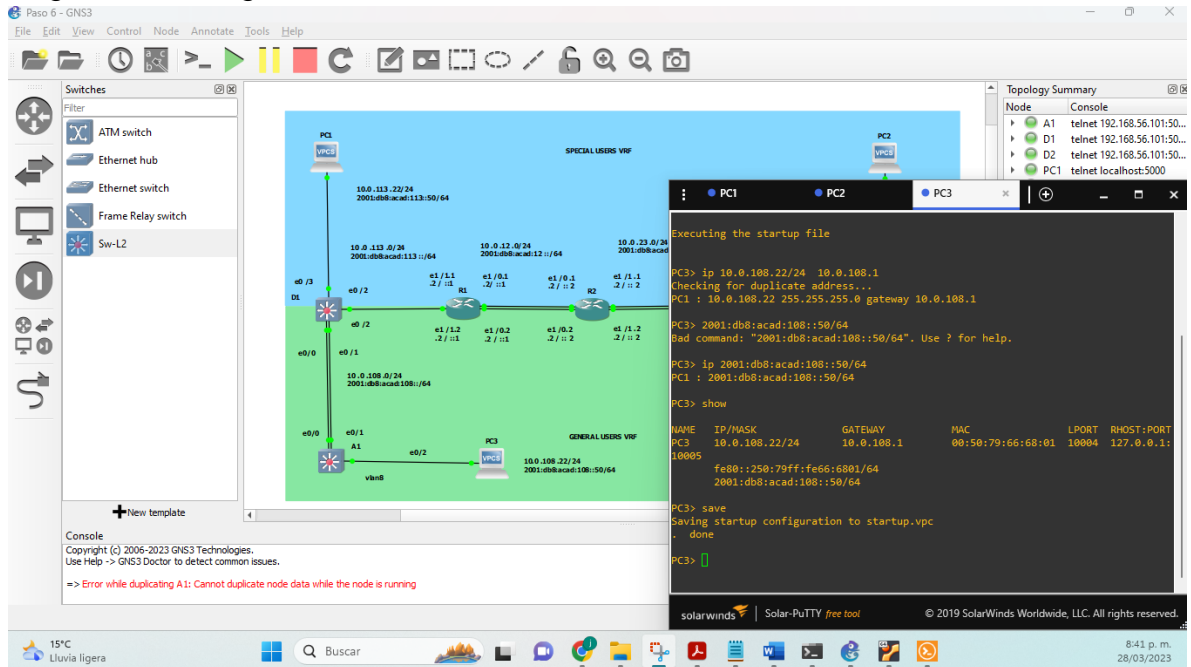 Paso 6 - GNS3
File Edit View Control Node Annotate Tools Help
Switches
Filter
ATM switch
Ethernet hub
Ethernet switch
Frame Relay switch
Sw-L2
New template
PC1
VPCS
SPECIAL USERS VRF
PC2
VPCS
10.0 .113 .22/24
2001:db8:acad:113::50/64
10.0 .113 .0/24
2001:db8:acad:113 ::/64
10.0 .12 .0/24
2001:db8:acad:12 ::/64
10.0 .23 .0/24
2001:db8:acad
e0 /3
D1
e0 /2
e1 /1.1
.2/ ::1
R1
e1 /0.1
.2/ ::1
e1 /0.1
.2 / :: 2
R2
e1 /1.1
.2 / :: 2
e0 /2
e1 /1.2
.2 / ::1
e1 /0.2
.2 / ::1
e1 /0.2
.2 / :: 2
e1 /1.2
.2 / :: 2
e0/0
e0 /1
10 .0 .108 .0/24
2001:db8:acad:108::/64
e0/0
e0/1
A1
e0/2
vlan8
PC3
VPCS
GENERAL USERS VRF
10.0 .108 .22/24
2001:db8:acad:108::50/64
Topology Summary
Node Console
A1 telnet 192.168.56.101:50...
D1 telnet 192.168.56.101:50...
D2 telnet 192.168.56.101:50...
PC1 telnet localhost:5000
PC1 PC2 PC3
Executing the startup file
PC3> ip 10.0.108.22/24 10.0.108.1
Checking for duplicate address...
PC1 : 10.0.108.22 255.255.255.0 gateway 10.0.108.1
PC3> 2001:db8:acad:108::50/64
Bad command: "2001:db8:acad:108::50/64". Use ? for help.
PC3> ip 2001:db8:acad:108::50/64
PC1 : 2001:db8:acad:108::50/64
PC3> show
NAME IP/MASK GATEWAY MAC LPORT RHOST:PORT
PC3 10.0.108.22/24 10.0.108.1 00:50:79:66:68:01 10004 127.0.0.1:
10005
fe80::250:79ff:fe66:6801/64
2001:db8:acad:108::50/64
PC3> save
Saving startup configuration to startup.vpc
. done
PC3>
solarwinds Solar-PuTTY free tool © 2019 SolarWinds Worldwide, LLC. All rights reserved.
Console
Copyright (c) 2006-2023 GNS3 Technologies.
Use Help -> GNS3 Doctor to detect common issues.
=> Error while duplicating A1: Cannot duplicate node data while the node is running
15°C
Lluvia ligera
Buscar
8:41 p. m.
28/03/2023